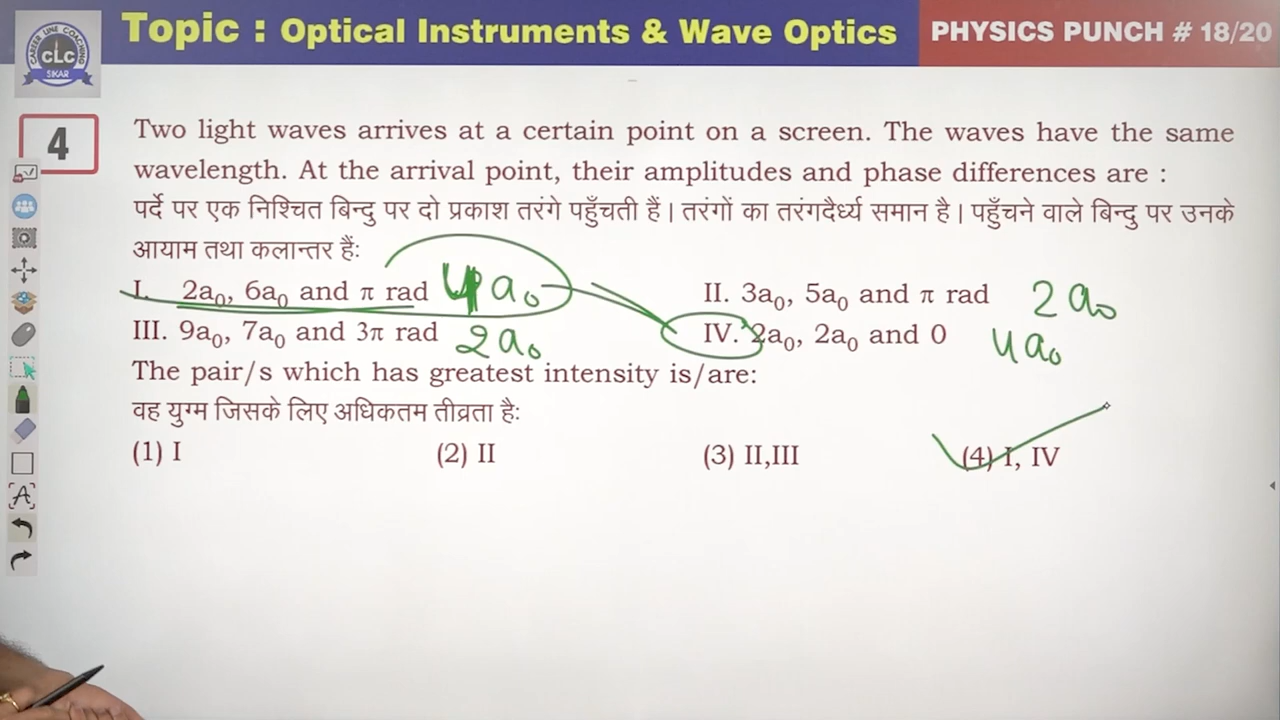 Topic : Optical Instruments & Wave Optics
PHYSICS PUNCH # 18/20
CAREER LINE COACHING
CLC
SIKAR
4
Two light waves arrives at a certain point on a screen. The waves have the same
wavelength. At the arrival point, their amplitudes and phase differences are :
पर्दे पर एक निश्चित बिन्दु पर दो प्रकाश तरंगे पहुँचती हैं। तरंगों का तरंगदैर्ध्य समान है। पहुँचने वाले बिन्दु पर उनके
आयाम तथा कलान्तर हैं:
I. 2a₀, 6a₀ and π rad 4a₀
II. 3a₀, 5a₀ and π rad 2a₀
III. 9a₀, 7a₀ and 3π rad 2a₀
IV. 2a₀, 2a₀ and 0 4a₀
The pair/s which has greatest intensity is/are:
वह युग्म जिसके लिए अधिकतम तीव्रता है:
(1) I (2) II (3) II,III (4) I, IV
A